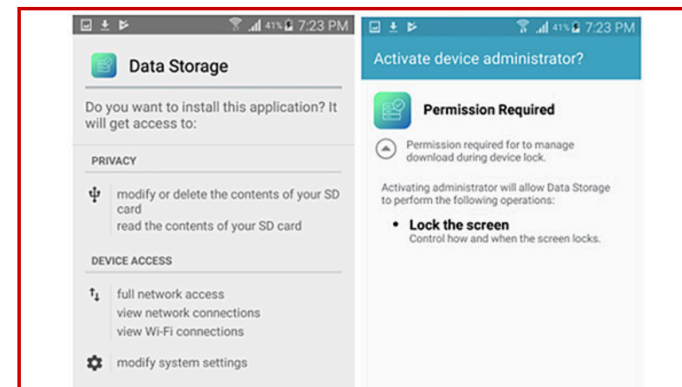 41% 7:23 PM
Data Storage
Do you want to install this application? It
will get access to:
PRIVACY
modify or delete the contents of your SD
card
read the contents of your SD card
DEVICE ACCESS
full network access
view network connections
view Wi-Fi connections
modify system settings
41% 7:23 PM
Activate device administrator?
Permission Required
Permission required for to manage
download during device lock.
Activating administrator will allow Data Storage
to perform the following operations:
• Lock the screen
Control how and when the screen locks.